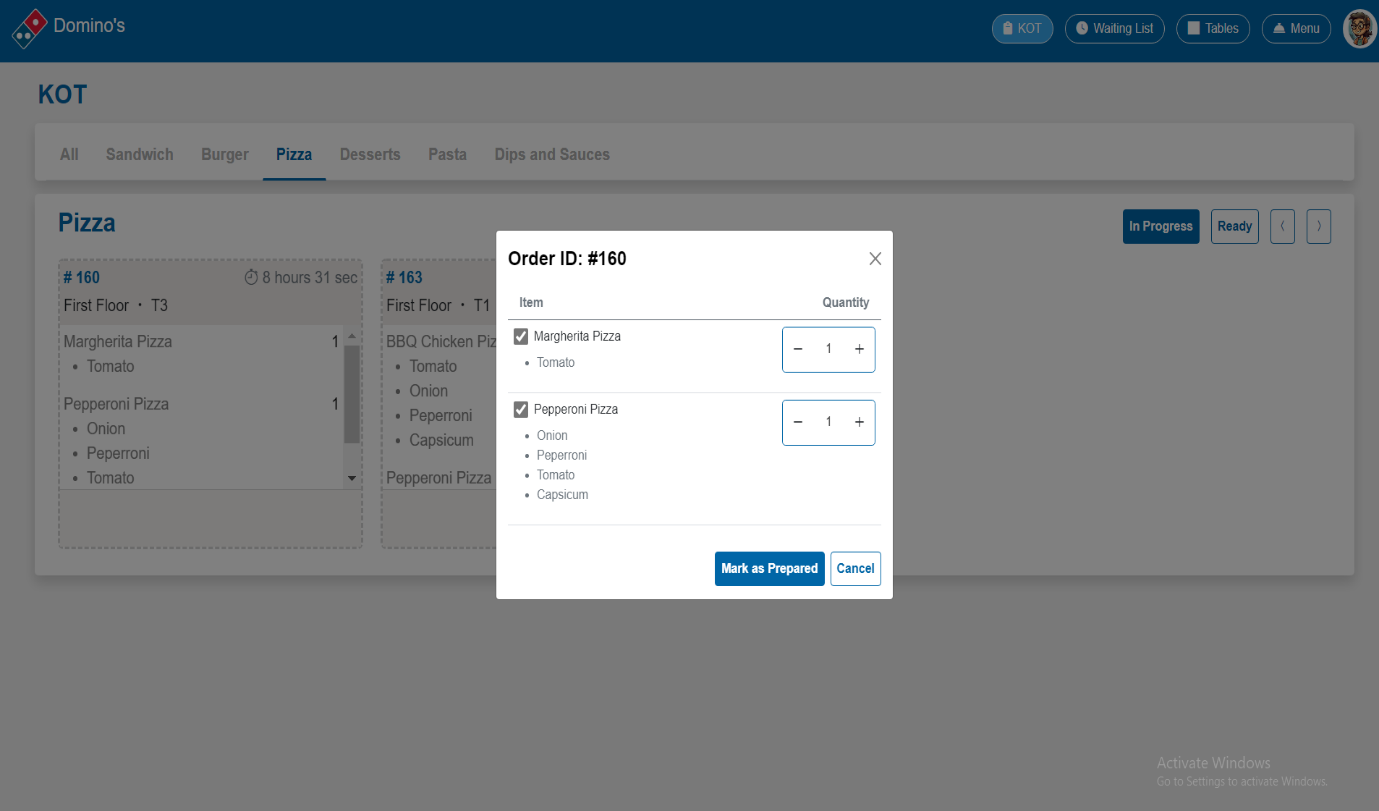 Domino's
KOT
Waiting List
Tables
Menu
KOT
All
Sandwich
Burger
Pizza
Desserts
Pasta
Dips and Sauces
Pizza
In Progress
Ready
# 160
8 hours 31 sec
First Floor · T3
Margherita Pizza 1
• Tomato
Pepperoni Pizza 1
• Onion
• Peperroni
• Tomato
# 163
First Floor · T1
BBQ Chicken Piz
• Tomato
• Onion
• Peperroni
• Capsicum
Pepperoni Pizza
Order ID: #160
Item Quantity
Margherita Pizza − 1 +
• Tomato
Pepperoni Pizza − 1 +
• Onion
• Peperroni
• Tomato
• Capsicum
Mark as Prepared
Cancel
Activate Windows
Go to Settings to activate Windows.